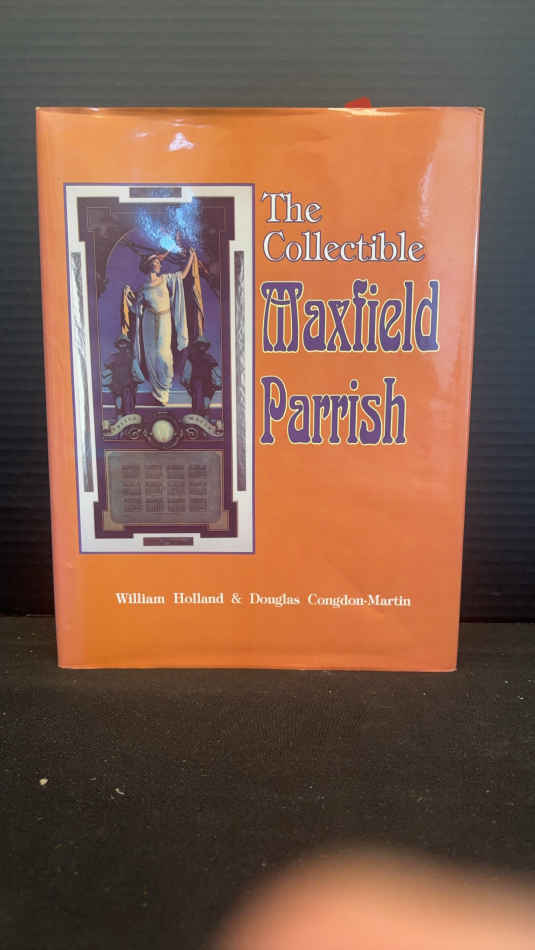 The
Collectible
Maxfield
Parrish
William Holland & Douglas Congdon-Martin